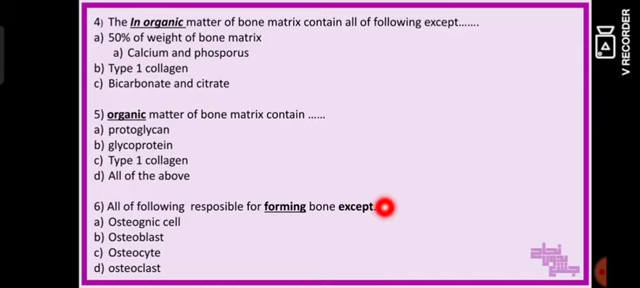 4) The In organic matter of bone matrix contain all of following except.......
a) 50% of weight of bone matrix
a) Calcium and phosporus
b) Type 1 collagen
c) Bicarbonate and citrate
5) organic matter of bone matrix contain ......
a) protoglycan
b) glycoprotein
c) Type 1 collagen
d) All of the above
6) All of following resposible for forming bone except.
a) Osteognic cell
b) Osteoblast
c) Osteocyte
d) osteoclast
V RECORDER
نجاح
بدون